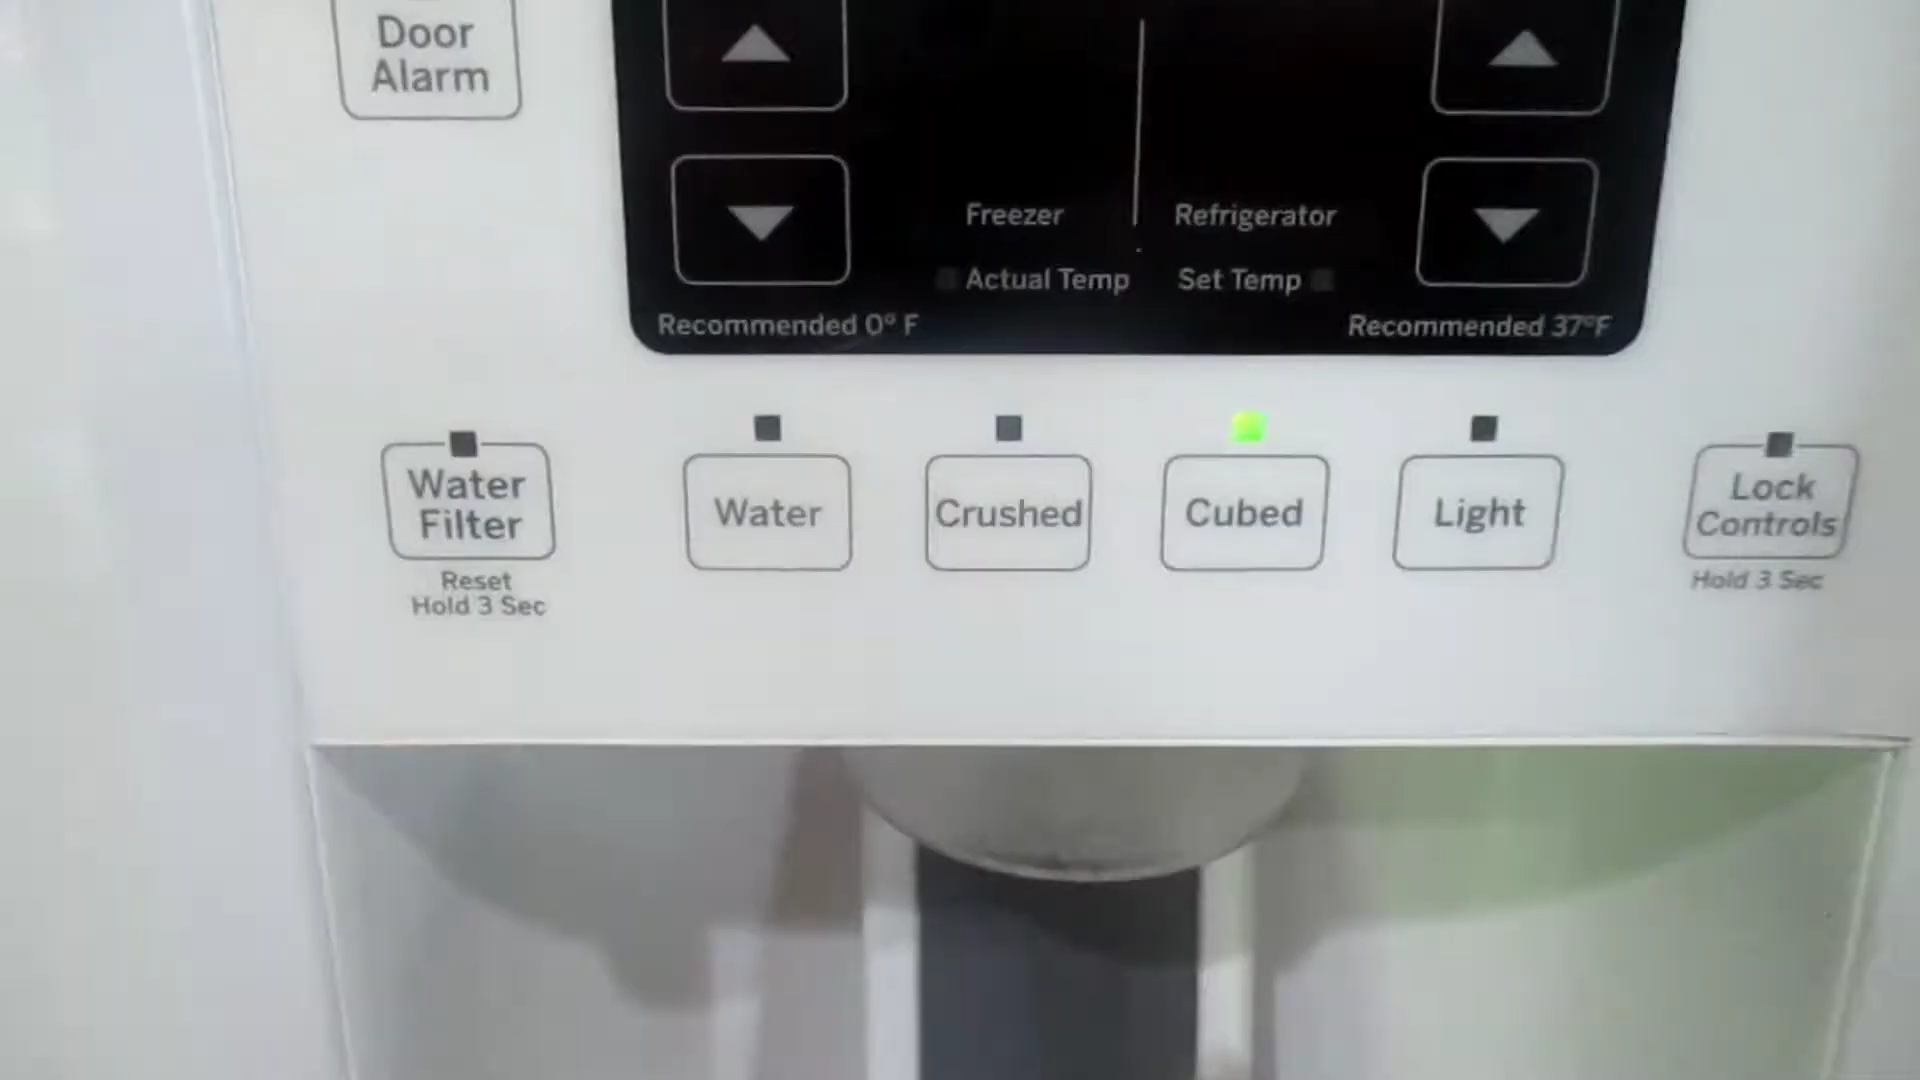 Door
Alarm
Freezer
Refrigerator
Actual Temp
Set Temp
Recommended 0° F
Recommended 37°F
Water
Filter
Reset
Hold 3 Sec
Water
Crushed
Cubed
Light
Lock
Controls
Hold 3 Sec